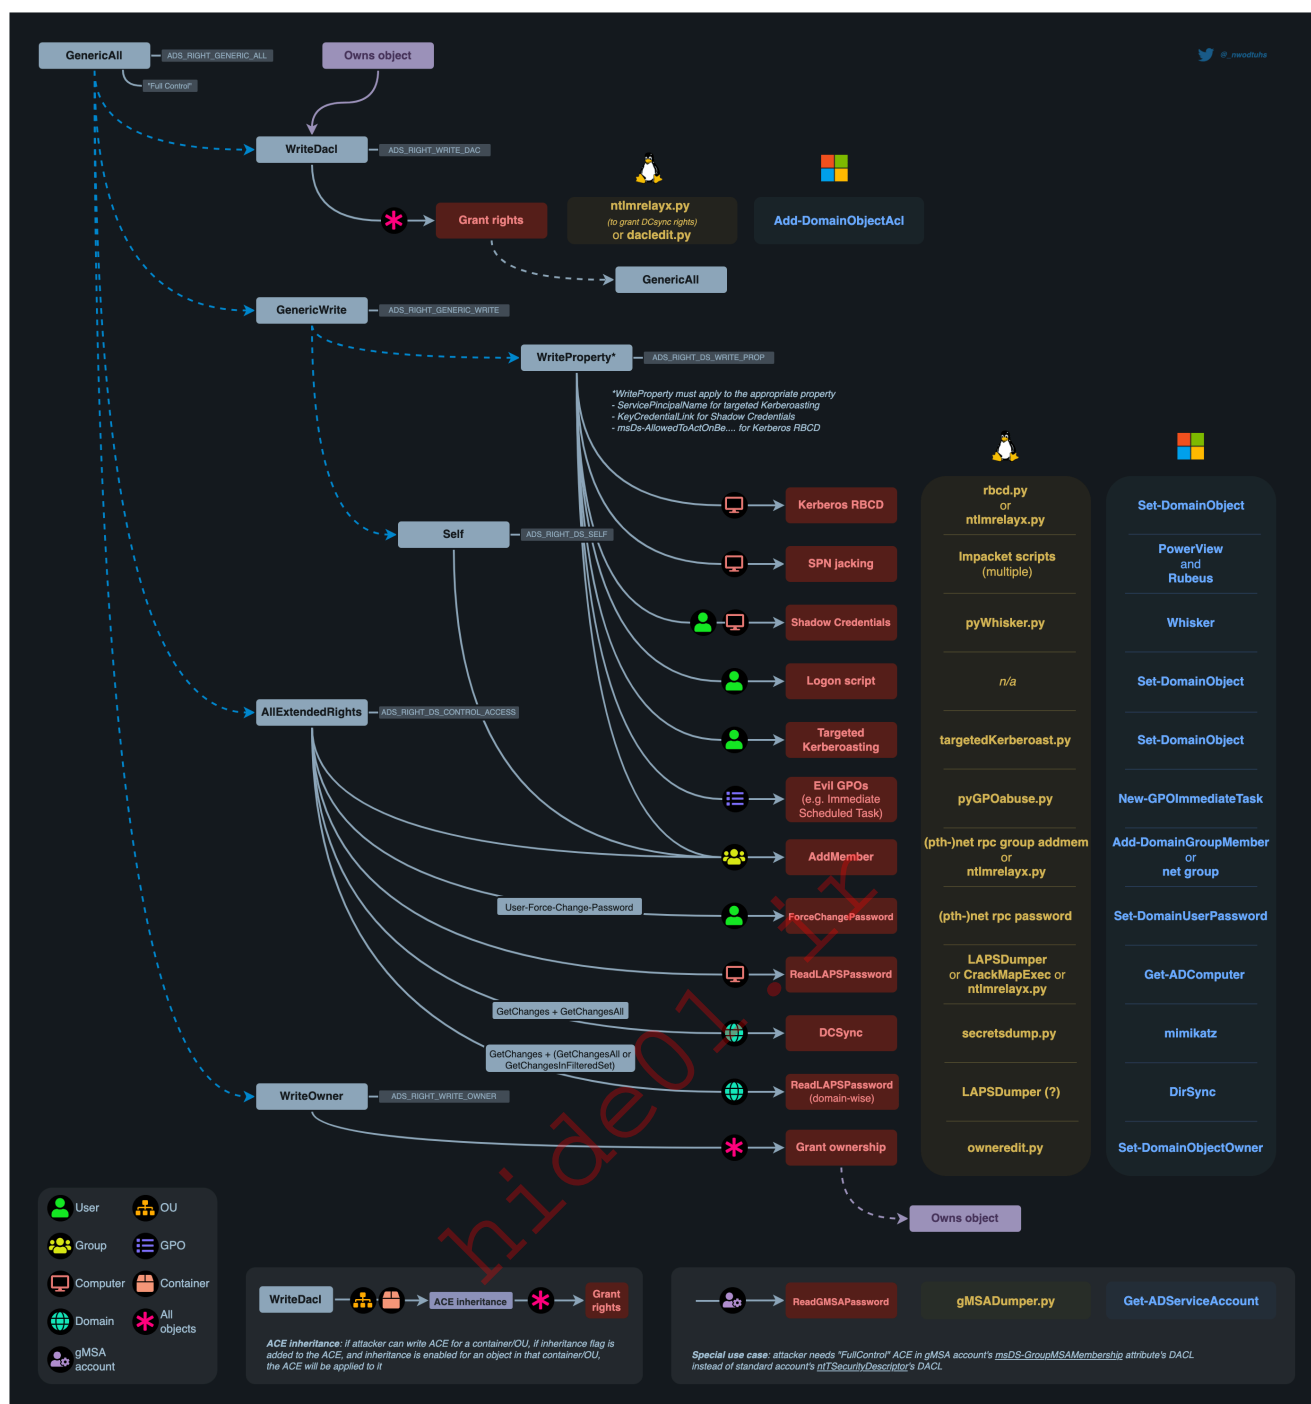 GenericAll
ADS_RIGHT_GENERIC_ALL
"Full Control"
Owns object
@_nwodtuhs
WriteDacl
ADS_RIGHT_WRITE_DAC
Grant rights
ntlmrelayx.py
(to grant DCsync rights)
or dacledit.py
Add-DomainObjectAcl
GenericAll
GenericWrite
ADS_RIGHT_GENERIC_WRITE
WriteProperty*
ADS_RIGHT_DS_WRITE_PROP
*WriteProperty must apply to the appropriate property
- ServicePincipalName for targeted Kerberoasting
- KeyCredentialLink for Shadow Credentials
- msDs-AllowedToActOnBe.... for Kerberos RBCD
Kerberos RBCD
rbcd.py
or
ntlmrelayx.py
Set-DomainObject
Self
ADS_RIGHT_DS_SELF
SPN jacking
Impacket scripts
(multiple)
PowerView
and
Rubeus
Shadow Credentials
pyWhisker.py
Whisker
Logon script
n/a
Set-DomainObject
AllExtendedRights
ADS_RIGHT_DS_CONTROL_ACCESS
Targeted
Kerberoasting
targetedKerberoast.py
Set-DomainObject
Evil GPOs
(e.g. Immediate
Scheduled Task)
pyGPOabuse.py
New-GPOImmediateTask
AddMember
(pth-)net rpc group addmem
or
ntlmrelayx.py
Add-DomainGroupMember
or
net group
User-Force-Change-Password
ForceChangePassword
(pth-)net rpc password
Set-DomainUserPassword
ReadLAPSPassword
LAPSDumper
or CrackMapExec or
ntlmrelayx.py
Get-ADComputer
GetChanges + GetChangesAll
DCSync
secretsdump.py
mimikatz
GetChanges + (GetChangesAll or
GetChangesInFilteredSet)
ReadLAPSPassword
(domain-wise)
LAPSDumper (?)
DirSync
WriteOwner
ADS_RIGHT_WRITE_OWNER
Grant ownership
owneredit.py
Set-DomainObjectOwner
Owns object
hide01.ir
User
OU
Group
GPO
Computer
Container
Domain
All
objects
gMSA
account
WriteDacl
ACE inheritance
Grant
rights
ACE inheritance: if attacker can write ACE for a container/OU, if inheritance flag is
added to the ACE, and inheritance is enabled for an object in that container/OU,
the ACE will be applied to it
ReadGMSAPassword
gMSADumper.py
Get-ADServiceAccount
Special use case: attacker needs "FullControl" ACE in gMSA account's msDS-GroupMSAMembership attribute's DACL
instead of standard account's ntTSecurityDescriptor's DACL